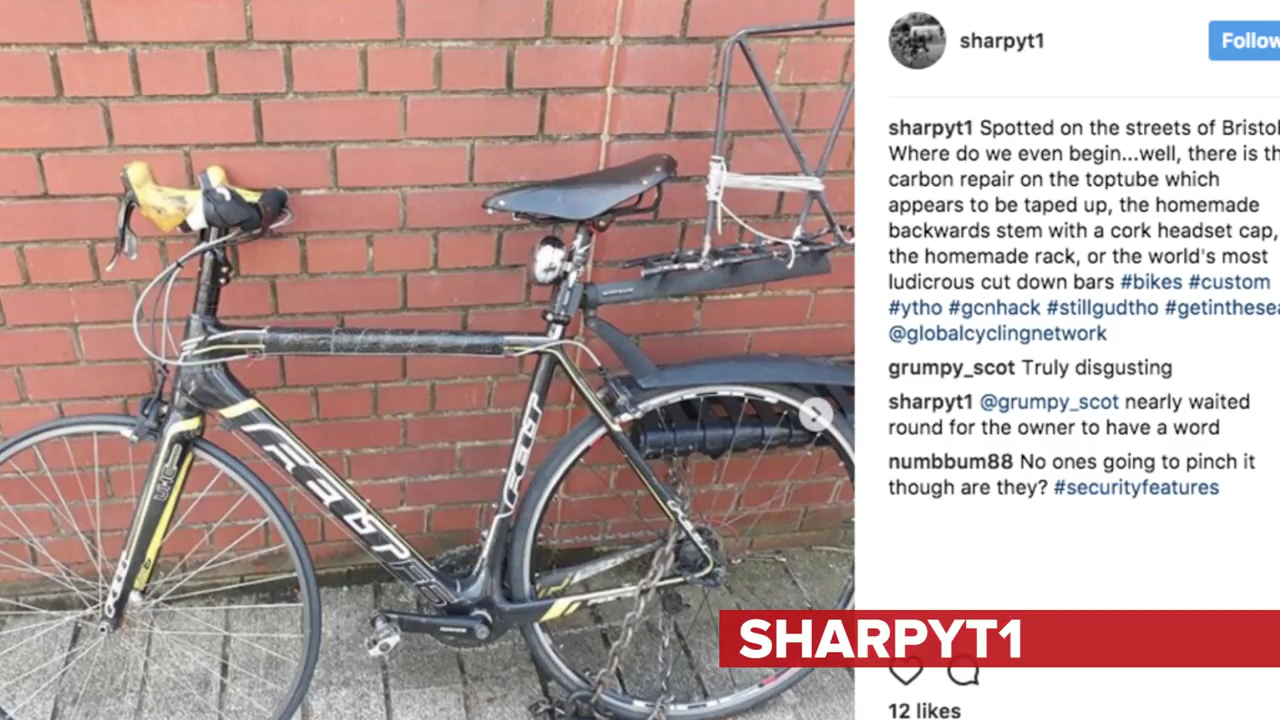 sharpyt1
Follow
sharpyt1 Spotted on the streets of Bristol
Where do we even begin...well, there is th
carbon repair on the toptube which
appears to be taped up, the homemade
backwards stem with a cork headset cap,
the homemade rack, or the world's most
ludicrous cut down bars #bikes #custom
#ytho #gcnhack #stillgudtho #getinthesea
@globalcyclingnetwork
grumpy_scot Truly disgusting
sharpyt1 @grumpy_scot nearly waited
round for the owner to have a word
numbbum88 No ones going to pinch it
though are they? #securityfeatures
FELT
FELT
SHARPYT1
12 likes